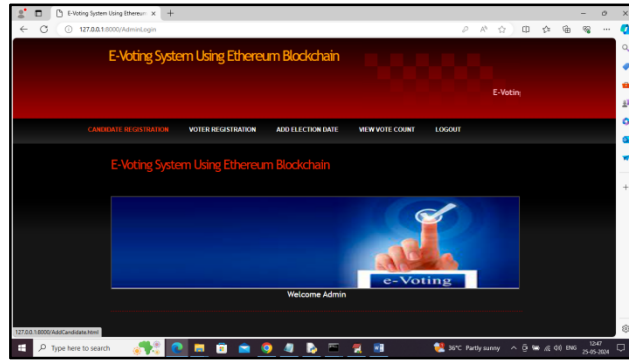 E-Voting System Using Ethereum
127.0.0.1:8000/AdminLogin
E-Voting System Using Ethereum Blockchain
E-Voting
CANDIDATE REGISTRATION VOTER REGISTRATION ADD ELECTION DATE VIEW VOTE COUNT LOGOUT
E-Voting System Using Ethereum Blockchain
e-Voting
Welcome Admin
127.0.0.1:8000/AddCandidate.html
Type here to search
36°C Partly sunny
ENG
12:47
25-05-2024